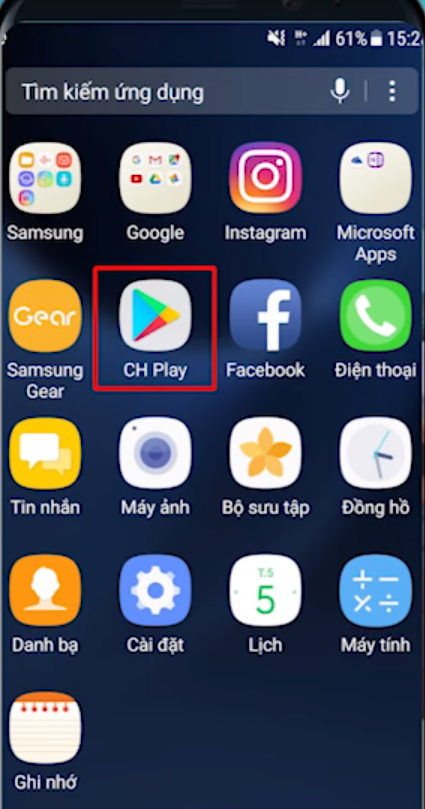 61% 15:2
Tìm kiếm ứng dụng
Samsung Google Instagram Microsoft Apps
Gear
Samsung Gear CH Play Facebook Điện thoại
Tin nhắn Máy ảnh Bộ sưu tập Đồng hồ
T.5
5
Danh bạ Cài đặt Lịch Máy tính
Ghi nhớ